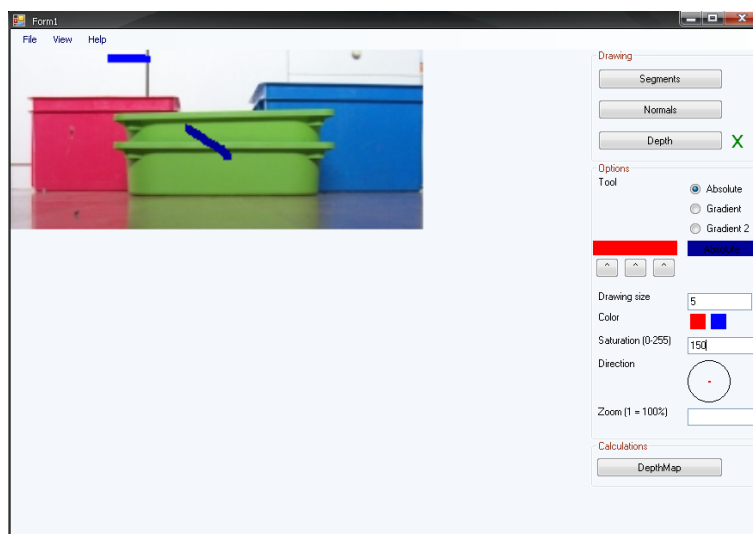 Form1
File View Help
Drawing
Segments
Normals
Depth X
Options
Tool
Absolute
Gradient
Gradient 2
Absolute
^ ^ ^
Drawing size 5
Color
Saturation (0-255) 150
Direction
Zoom (1 = 100%)
Calculations
DepthMap